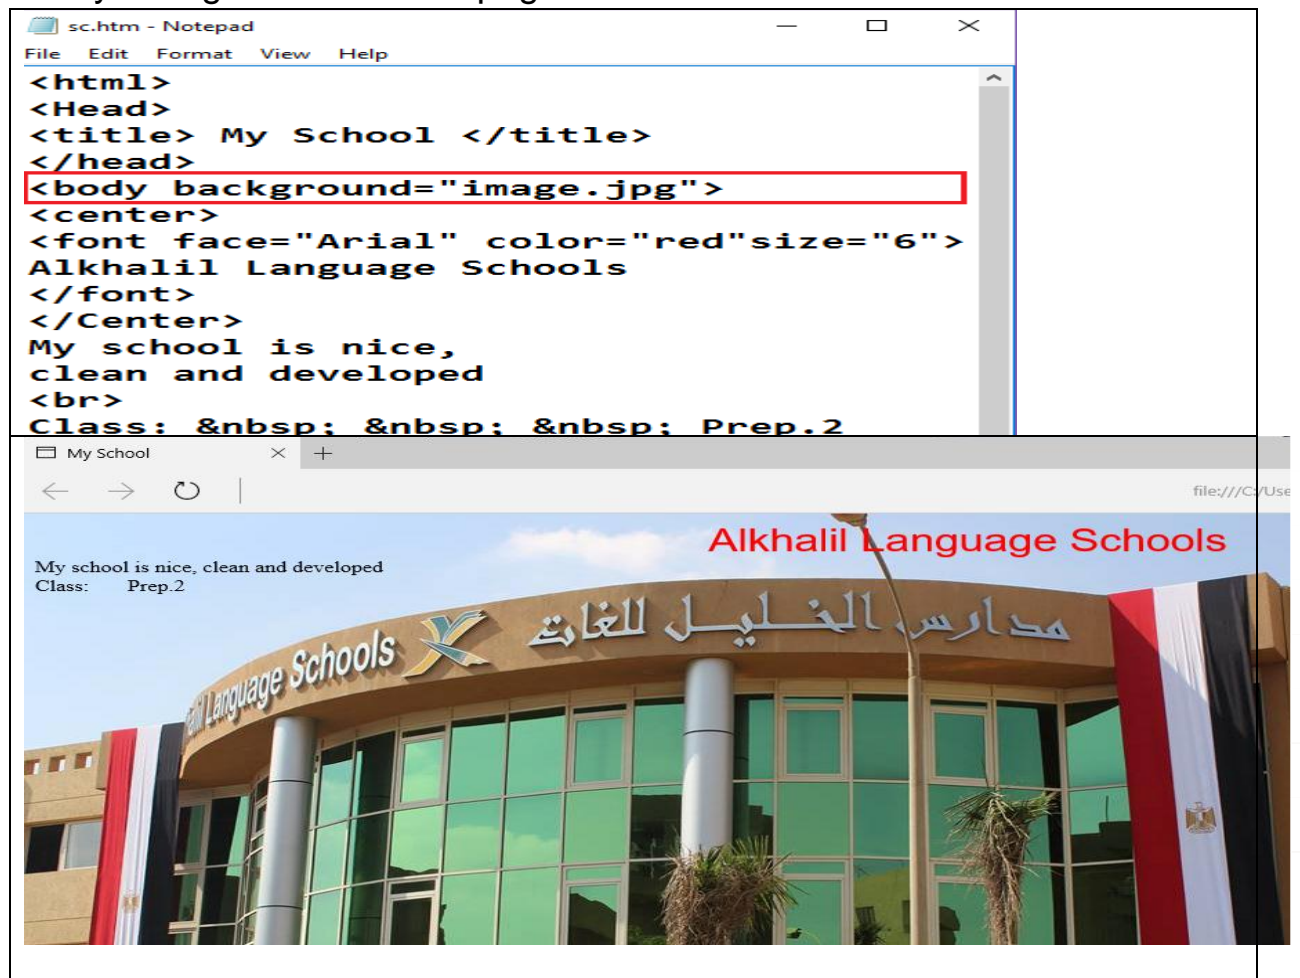 sc.htm - Notepad
File Edit Format View Help
<html>
<Head>
<title> My School </title>
</head>
<body background="image.jpg">
<center>
<font face="Arial" color="red"size="6">
Alkhalil Language Schools
</font>
</Center>
My school is nice,
clean and developed
<br>
Class: &nbsp; &nbsp; &nbsp; Prep.2
My School
file:///C:/Use
Alkhalil Language Schools
My school is nice, clean and developed
Class: Prep.2
مدارس الخليل للغات
Language Schools